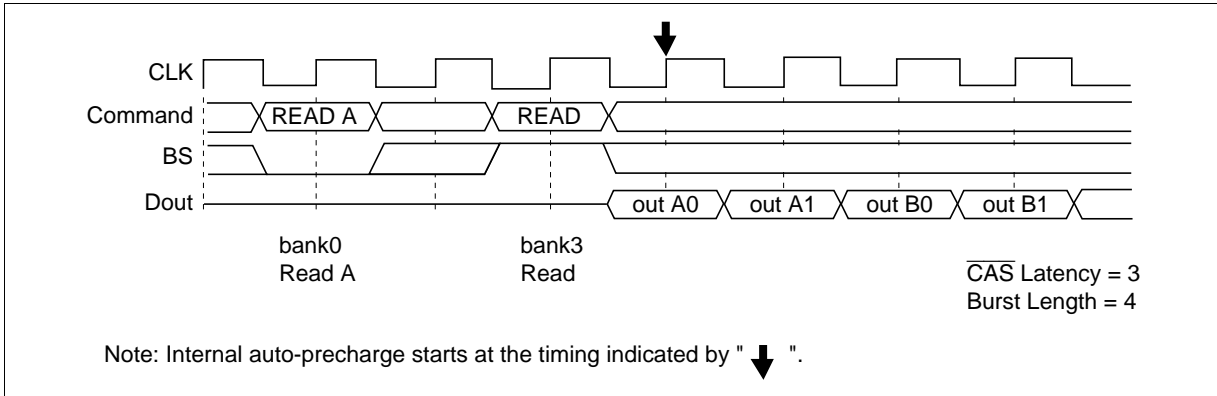 CLK
Command READ A READ
BS
Dout out A0 out A1 out B0 out B1
bank0 bank3
Read A Read
CAS Latency = 3
Burst Length = 4
Note: Internal auto-precharge starts at the timing indicated by " ".